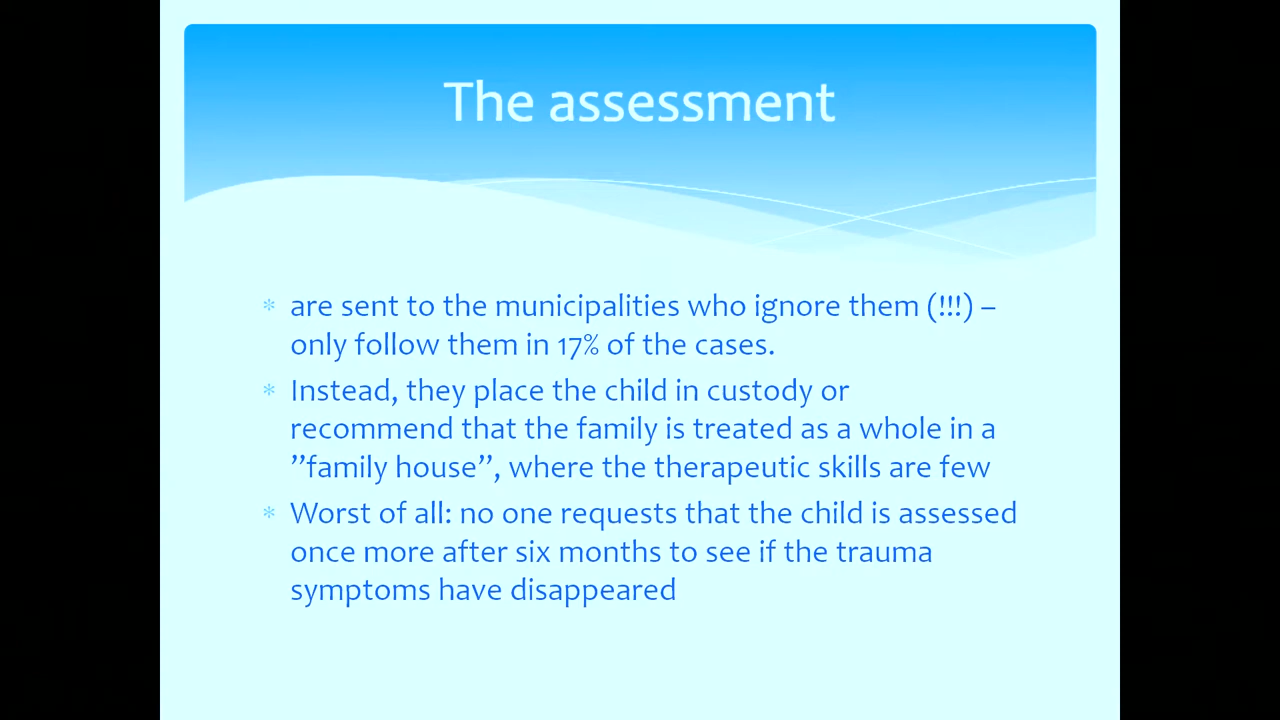 The assessment
* are sent to the municipalities who ignore them (!!!) –
only follow them in 17% of the cases.
* Instead, they place the child in custody or
recommend that the family is treated as a whole in a
”family house”, where the therapeutic skills are few
* Worst of all: no one requests that the child is assessed
once more after six months to see if the trauma
symptoms have disappeared